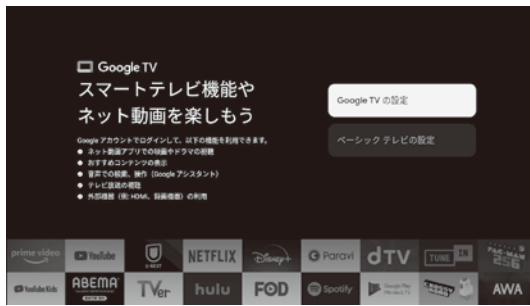 Google TV
スマートテレビ機能や
ネット動画を楽しもう
Google アカウントでログインして、以下の機能を利用できます。
● ネット動画アプリでの映画やドラマの視聴
● おすすめコンテンツの表示
● 音声での検索、操作 (Google アシスタント)
● テレビ放送の視聴
● 外部機器 (例: HDMI、録画機器) の利用
Google TV の設定
ベーシック テレビの設定
prime video
YouTube
U-NEXT
NETFLIX
Disney+
Paravi
dTV
TUNE IN
PAC-MAN
256
YouTube Kids
ABEMA
TVer
hulu
FOD
Spotify
Google Play
AWA